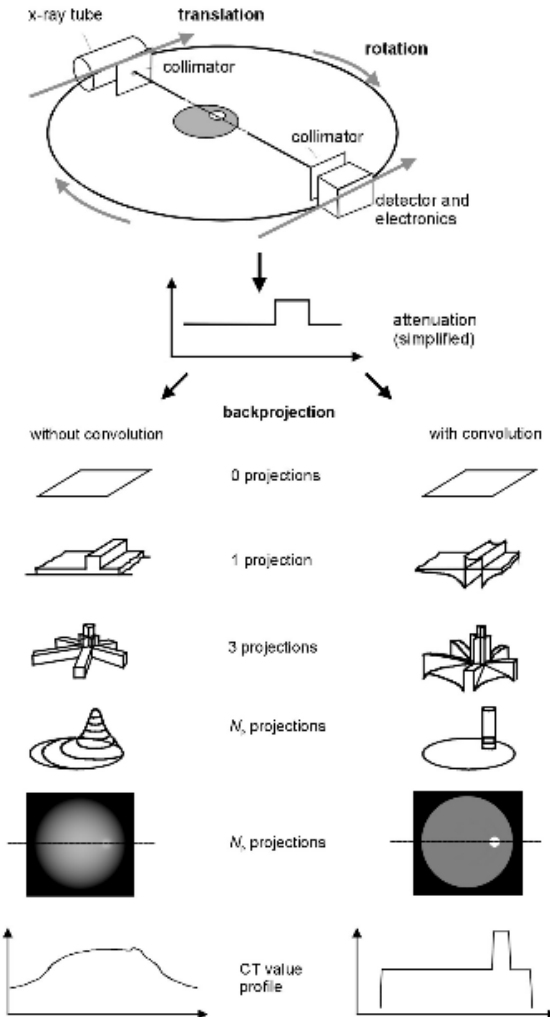 x-ray tube
translation
rotation
collimator
collimator
detector and
electronics
attenuation
(simplified)
backprojection
without convolution
with convolution
0 projections
1 projection
3 projections
Nₚ projections
Nₚ projections
CT value
profile